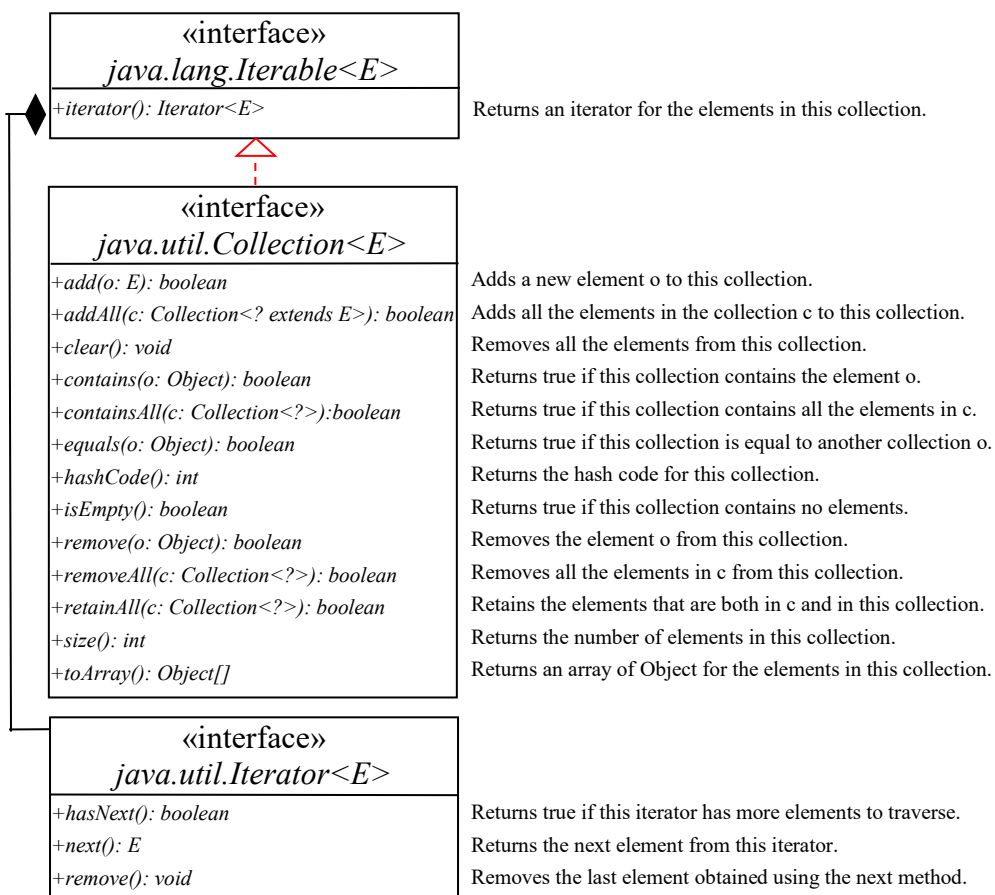 «interface»
java.lang.Iterable<E>
+iterator(): Iterator<E> Returns an iterator for the elements in this collection.
«interface»
java.util.Collection<E>
+add(o: E): boolean Adds a new element o to this collection.
+addAll(c: Collection<? extends E>): boolean Adds all the elements in the collection c to this collection.
+clear(): void Removes all the elements from this collection.
+contains(o: Object): boolean Returns true if this collection contains the element o.
+containsAll(c: Collection<?>):boolean Returns true if this collection contains all the elements in c.
+equals(o: Object): boolean Returns true if this collection is equal to another collection o.
+hashCode(): int Returns the hash code for this collection.
+isEmpty(): boolean Returns true if this collection contains no elements.
+remove(o: Object): boolean Removes the element o from this collection.
+removeAll(c: Collection<?>): boolean Removes all the elements in c from this collection.
+retainAll(c: Collection<?>): boolean Retains the elements that are both in c and in this collection.
+size(): int Returns the number of elements in this collection.
+toArray(): Object[] Returns an array of Object for the elements in this collection.
«interface»
java.util.Iterator<E>
+hasNext(): boolean Returns true if this iterator has more elements to traverse.
+next(): E Returns the next element from this iterator.
+remove(): void Removes the last element obtained using the next method.